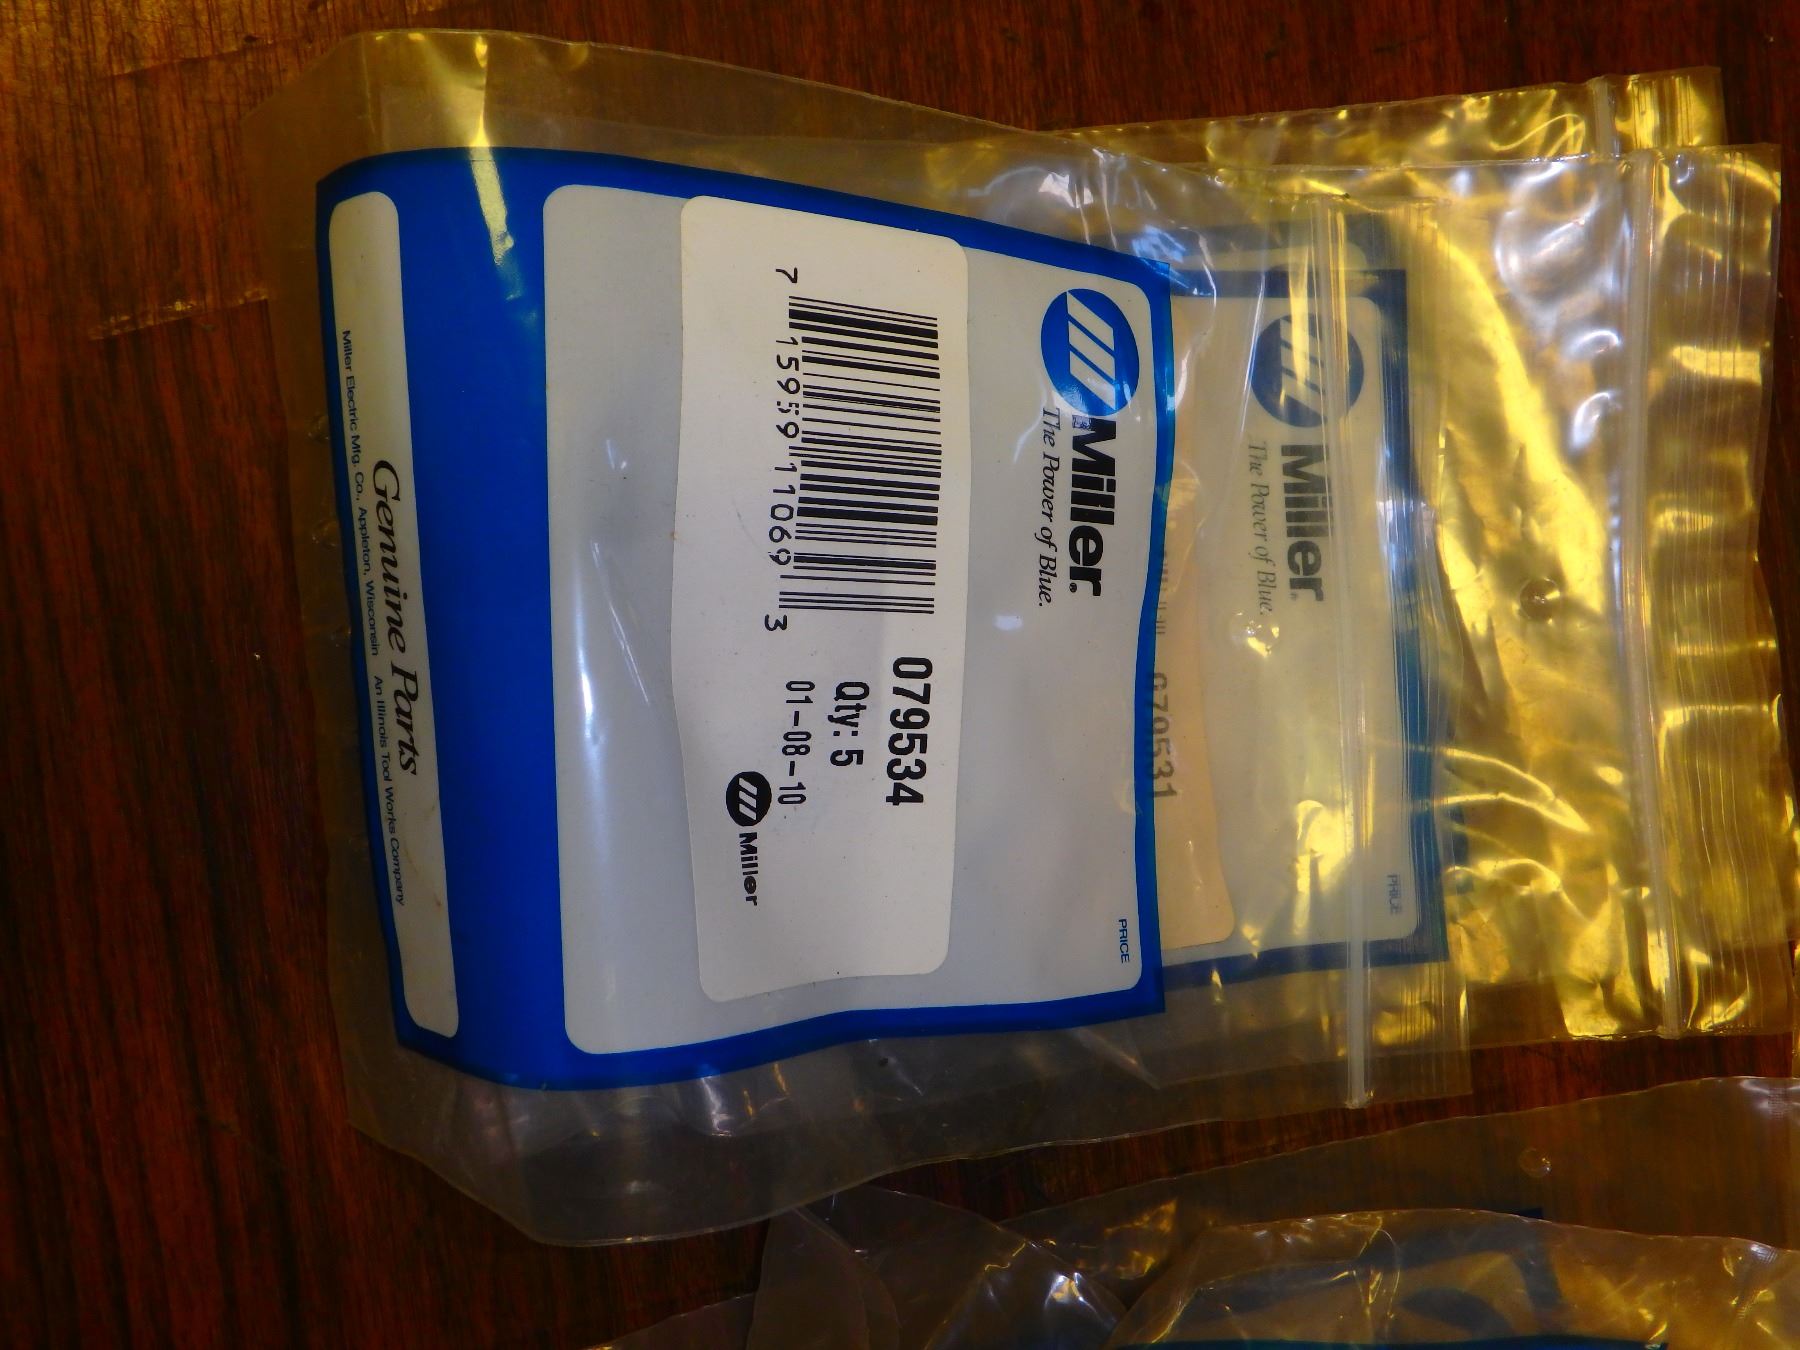 Miller®
The Power of Blue.
PRICE
079534
Qty: 5
01-08-10
7 15959 11069 3
Miller
Genuine Parts
Miller Electric Mfg. Co., Appleton, Wisconsin An Illinois Tool Works Company
Miller®
The Power of Blue.
PRICE
079531